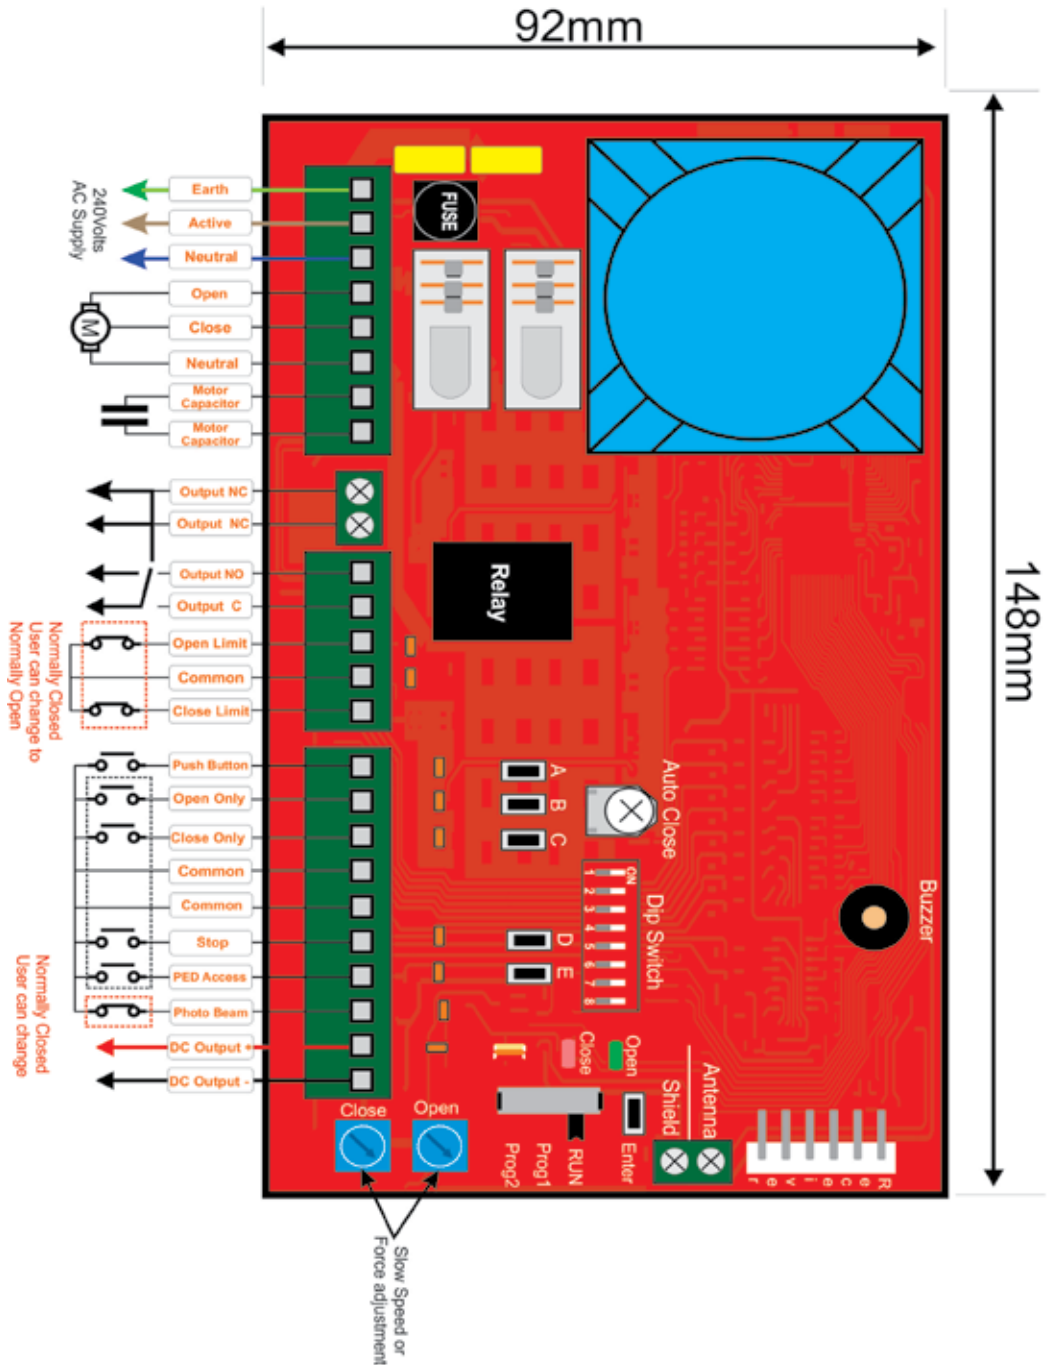 92mm
148mm
240Volts
AC Supply
Earth
Active
Neutral
Open
Close
Neutral
Motor
Capacitor
Motor
Capacitor
M
Output NC
Output NC
Output NO
Output C
Open Limit
Common
Close Limit
Normally Closed
User can change to
Normally Open
Push Button
Open Only
Close Only
Common
Common
Stop
PED Access
Photo Beam
DC Output +
DC Output -
Normally Closed
User can change
FUSE
Relay
A
B
C
D
E
Auto Close
ON
1 2 3 4 5 6 7 8
Dip Switch
Buzzer
Close
Open
Antenna
Shield
Enter
RUN
Prog1
Prog2
Receiver
Close
Open
Slow Speed or
Force adjustment